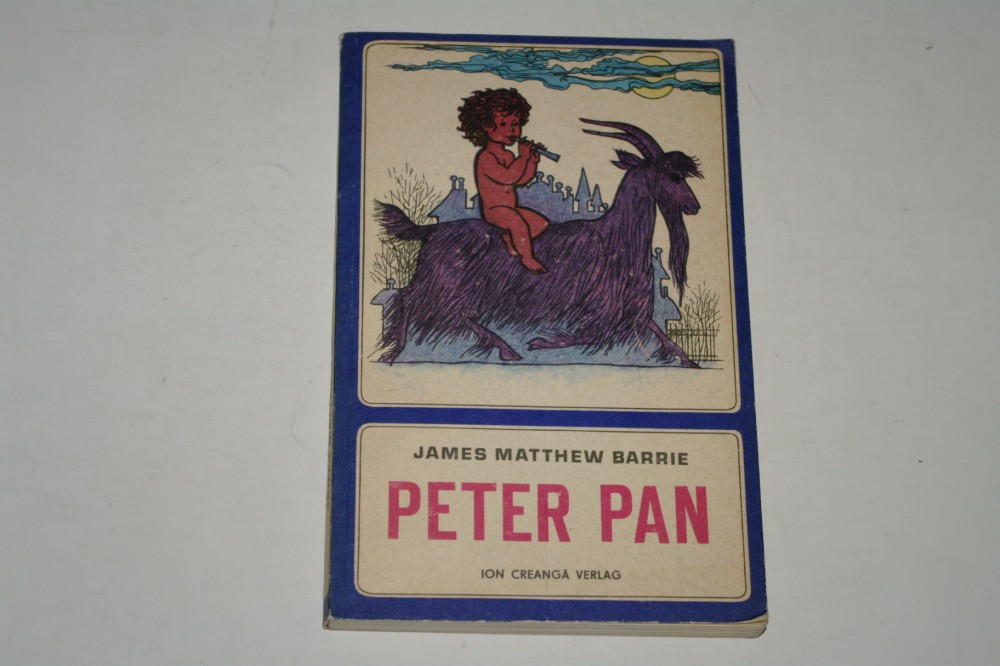 JAMES MATTHEW BARRIE
PETER PAN
ION CREANGĂ VERLAG